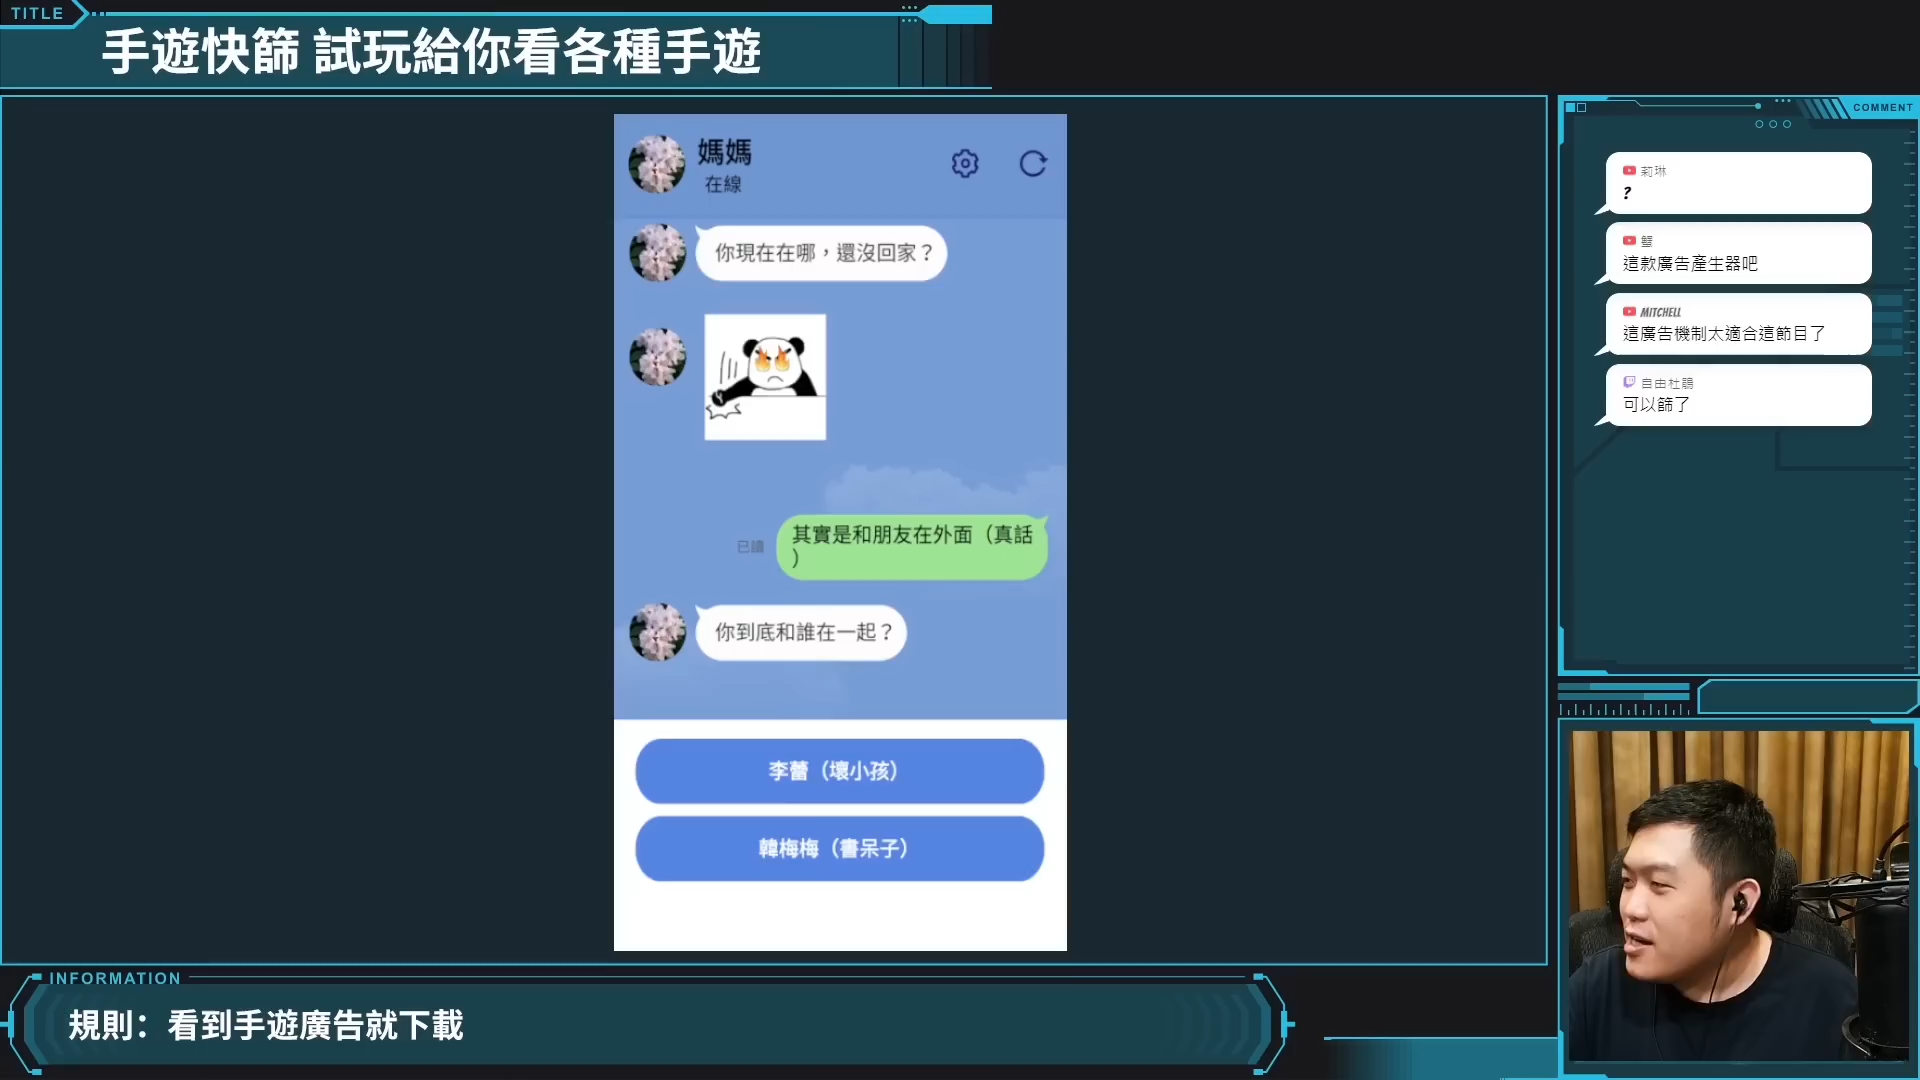 TITLE
手遊快篩 試玩給你看各種手遊
媽媽
在線
你現在在哪，還沒回家？
其實是和朋友在外面（真話
）
已讀
你到底和誰在一起？
李蕾（壞小孩）
韓梅梅（書呆子）
COMMENT
莉琳
?
這款廣告產生器吧
MITCHELL
這廣告機制太適合這節目了
自由杜鵑
可以篩了
INFORMATION
規則：看到手遊廣告就下載